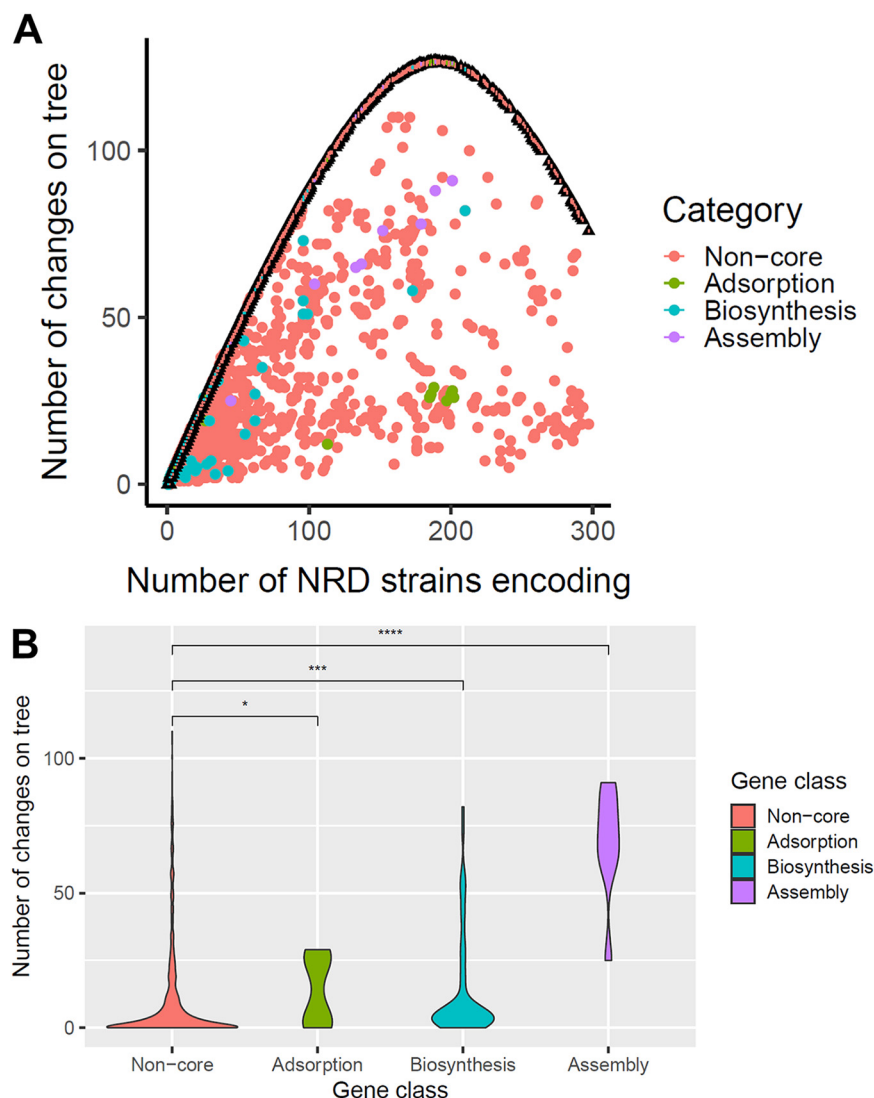 A
Number of changes on tree
100
50
0
0
100
200
300
Number of NRD strains encoding
Category
Non−core
Adsorption
Biosynthesis
Assembly
B
Number of changes on tree
100
50
0
****
***
*
Non−core
Adsorption
Biosynthesis
Assembly
Gene class
Gene class
Non−core
Adsorption
Biosynthesis
Assembly